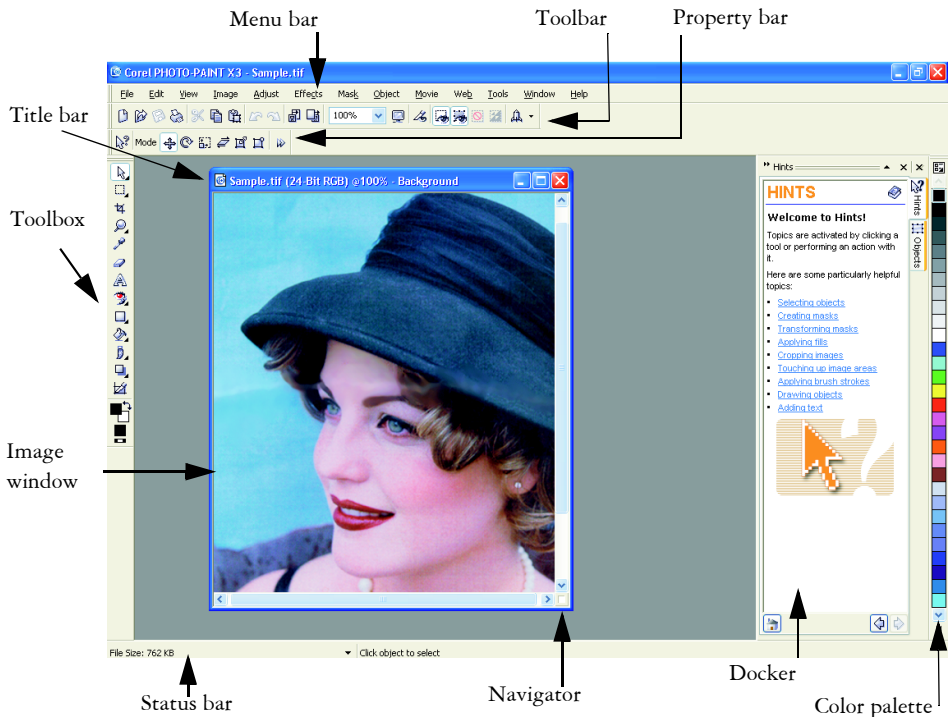 Menu bar
Toolbar
Property bar
Corel PHOTO-PAINT X3 - Sample.tif
File Edit View Image Adjust Effects Mask Object Movie Web Tools Window Help
Title bar
100%
Mode
Sample.tif (24-Bit RGB) @100% - Background
Toolbox
Hints
HINTS
Welcome to Hints!
Topics are activated by clicking a
tool or performing an action with
it.
Here are some particularly helpful
topics:
Selecting objects
Creating masks
Transforming masks
Applying fills
Cropping images
Touching up image areas
Applying brush strokes
Drawing objects
Adding text
Hints
Objects
Image
window
File Size: 762 KB
Click object to select
Status bar
Navigator
Docker
Color palette